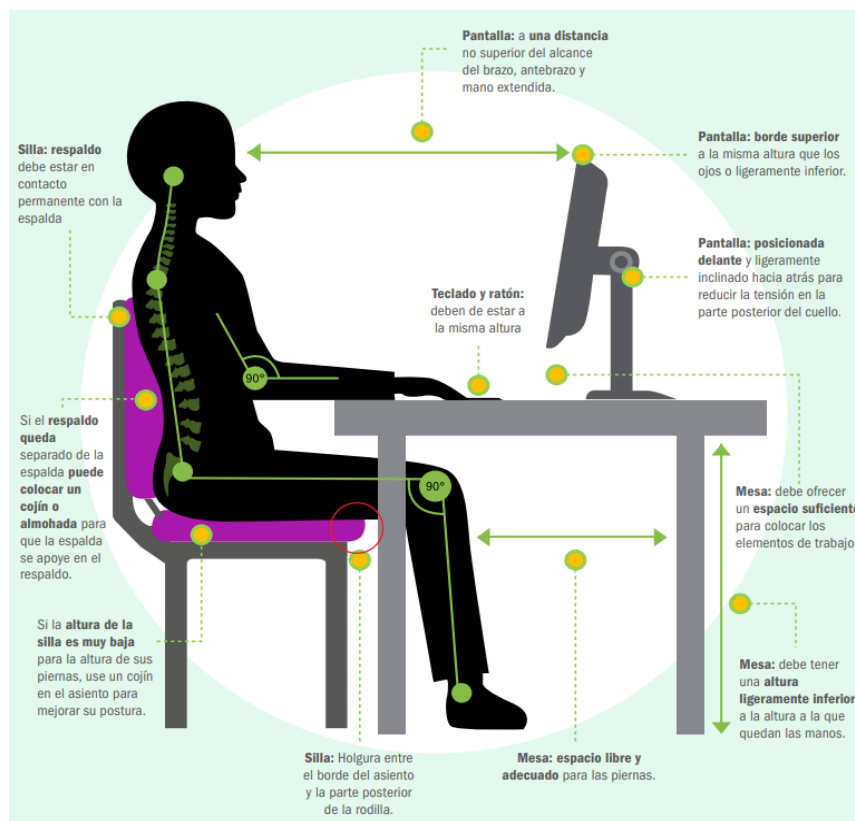 Pantalla: a una distancia
no superior del alcance
del brazo, antebrazo y
mano extendida.
Silla: respaldo
debe estar en
contacto
permanente con la
espalda
Pantalla: borde superior
a la misma altura que los
ojos o ligeramente inferior.
Pantalla: posicionada
delante y ligeramente
inclinado hacia atrás para
reducir la tensión en la
parte posterior del cuello.
Teclado y ratón:
deben de estar a
la misma altura
90°
Si el respaldo
queda
separado de la
espalda puede
colocar un
cojín o
almohada para
que la espalda
se apoye en el
respaldo.
90°
Mesa: debe ofrecer
un espacio suficiente
para colocar los
elementos de trabajo
Si la altura de la
silla es muy baja
para la altura de sus
piernas, use un cojín
en el asiento para
mejorar su postura.
Mesa: debe tener
una altura
ligeramente inferior
a la altura a la que
quedan las manos.
Silla: Holgura entre
el borde del asiento
y la parte posterior
de la rodilla.
Mesa: espacio libre y
adecuado para las piernas.